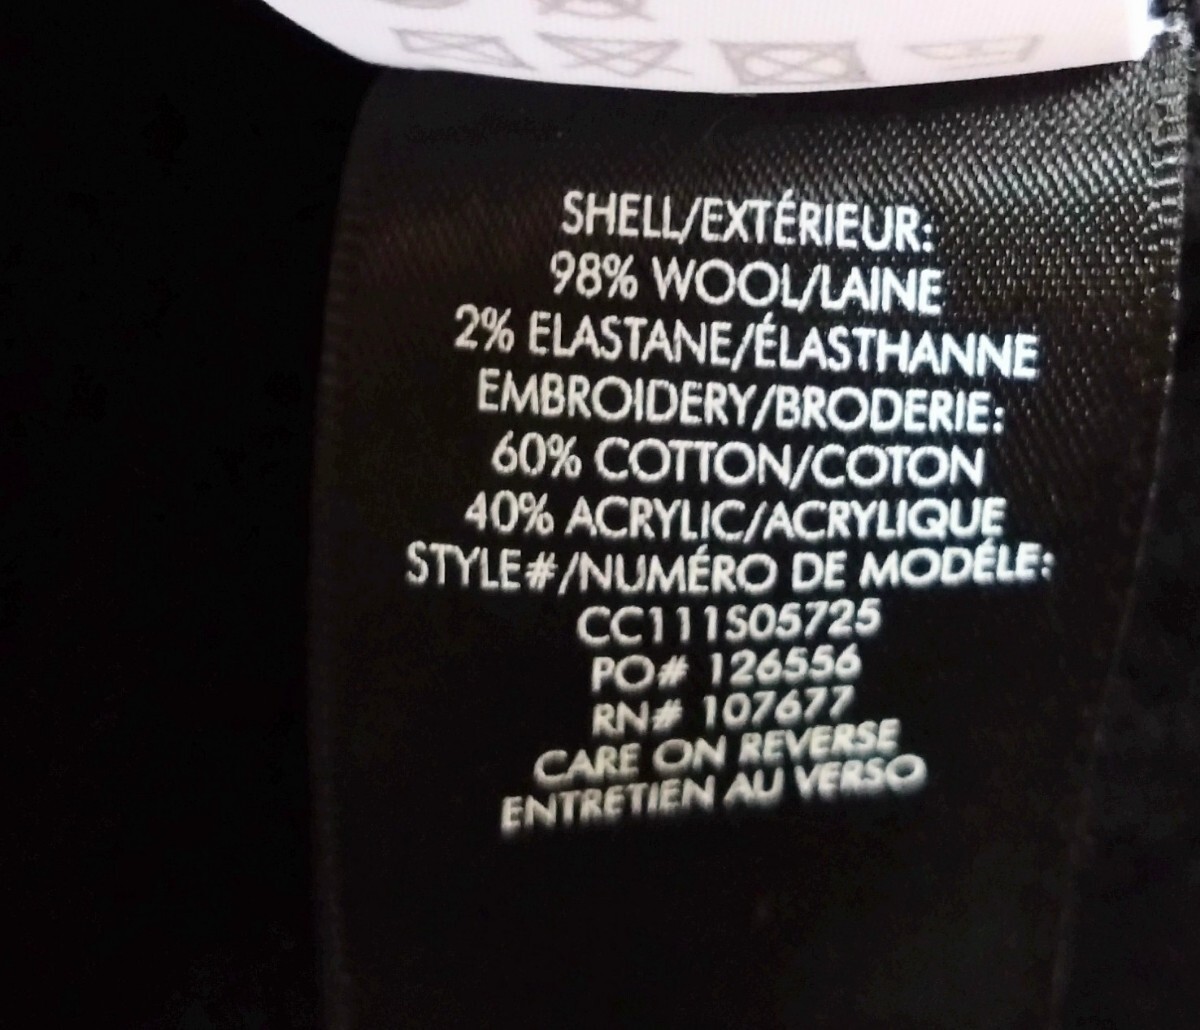 SHELL/EXTÉRIEUR:
98% WOOL/LAINE
2% ELASTANE/ÉLASTHANNE
EMBROIDERY/BRODERIE:
60% COTTON/COTON
40% ACRYLIC/ACRYLIQUE
STYLE#/NUMÉRO DE MODÉLE:
CC111S05725
PO# 126556
RN# 107677
CARE ON REVERSE
ENTRETIEN AU VERSO